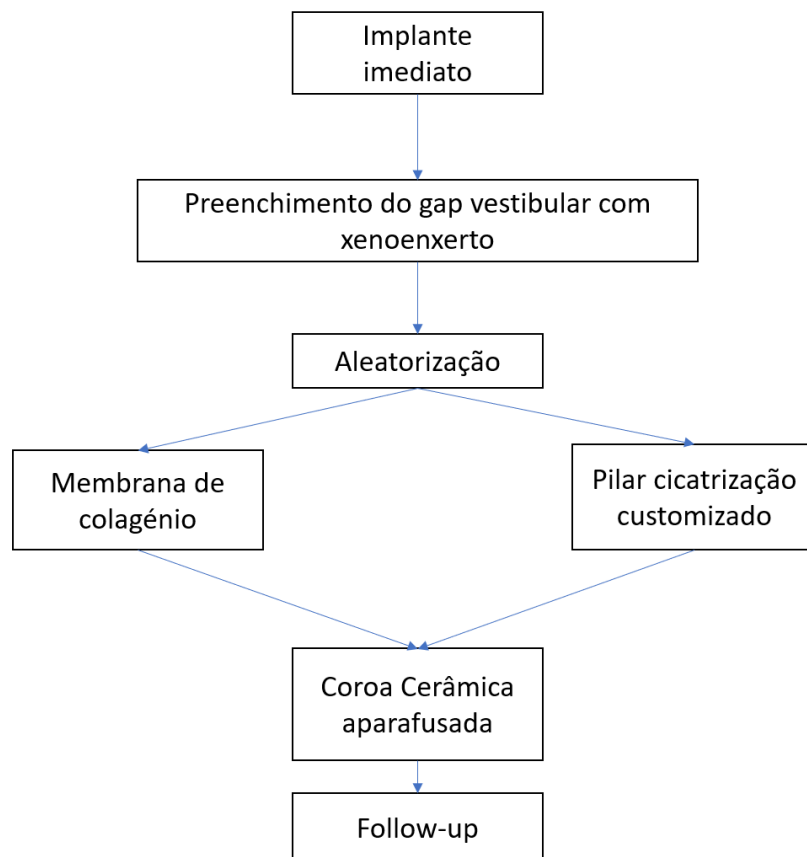 Implante
imediato
Preenchimento do gap vestibular com
xenoenxerto
Aleatorização
Membrana de
colagénio
Pilar cicatrização
customizado
Coroa Cerâmica
aparafusada
Follow-up